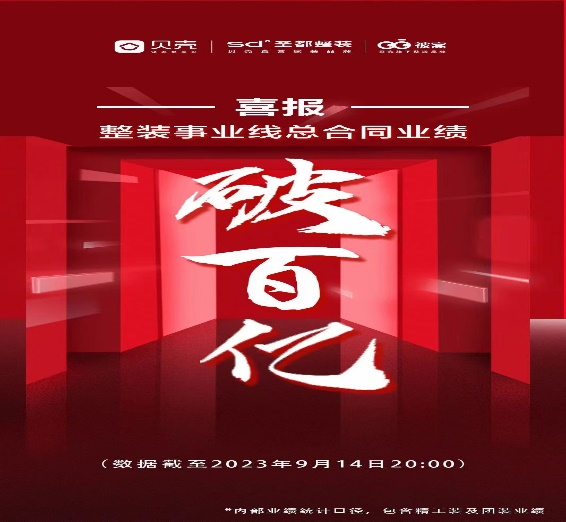 贝壳 | sd 圣都整装 | 被窝
喜报
整装事业线总合同业绩
破
百
亿
(数据截至2023年9月14日20:00)
*内部业绩统计口径，包含精工装及团装业绩